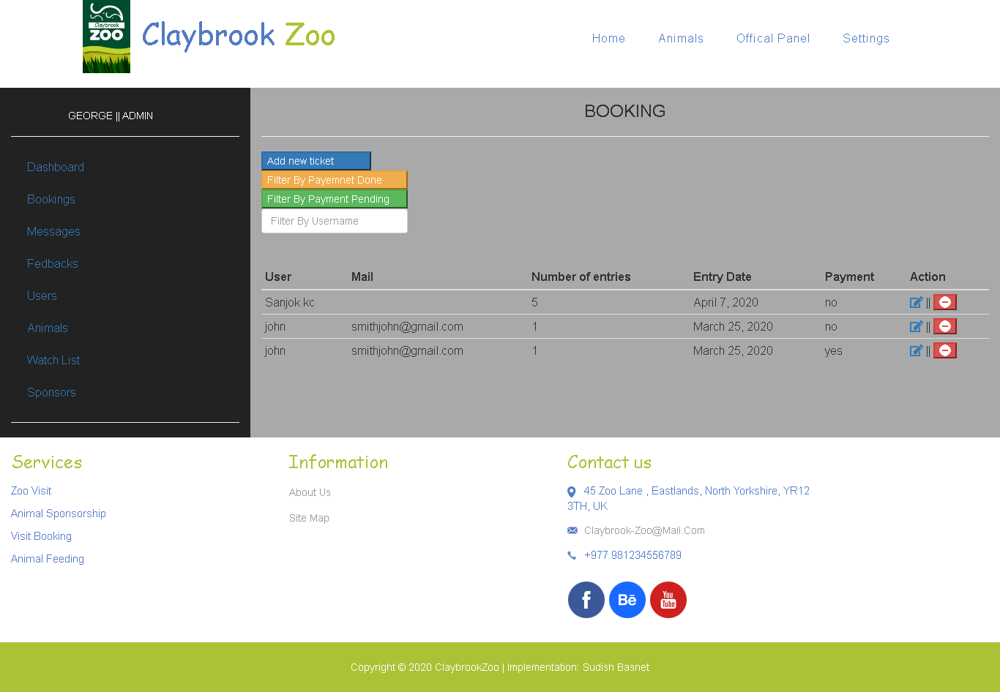 Claybrook
ZOO
Claybrook Zoo
Home Animals Offical Panel Settings
GEORGE || ADMIN
Dashboard
Bookings
Messages
Fedbacks
Users
Animals
Watch List
Sponsors
BOOKING
Add new ticket
Filter By Payemnet Done
Filter By Payment Pending
Filter By Username
User Mail Number of entries Entry Date Payment Action
Sanjok kc 5 April 7, 2020 no ||
john smithjohn@gmail.com 1 March 25, 2020 no ||
john smithjohn@gmail.com 1 March 25, 2020 yes ||
Services
Zoo Visit
Animal Sponsorship
Visit Booking
Animal Feeding
Information
About Us
Site Map
Contact us
45 Zoo Lane , Eastlands, North Yorkshire, YR12
3TH, UK
Claybrook-Zoo@Mail.Com
+977 981234556789
f Bē You
Tube
Copyright © 2020 ClaybrookZoo | Implementation: Sudish Basnet